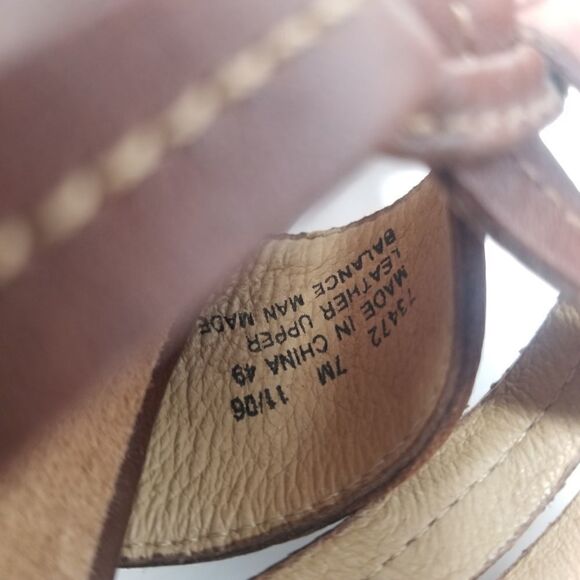 73472 7M 11/06
MADE IN CHINA 49
LEATHER UPPER
BALANCE MAN MADE